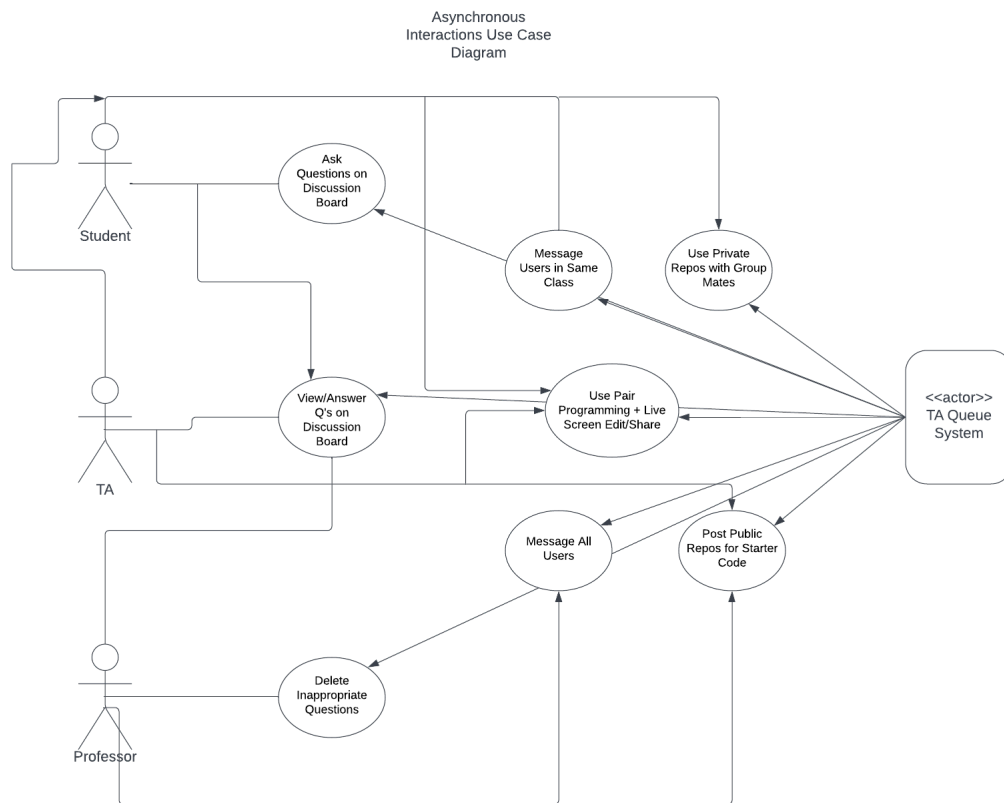 Asynchronous
Interactions Use Case
Diagram
Ask
Questions on
Discussion
Board
Student
Message
Users in Same
Class
Use Private
Repos with Group
Mates
<<actor>>
TA Queue
System
View/Answer
Q's on
Discussion
Board
Use Pair
Programming + Live
Screen Edit/Share
TA
Message All
Users
Post Public
Repos for Starter
Code
Delete
Inappropriate
Questions
Professor